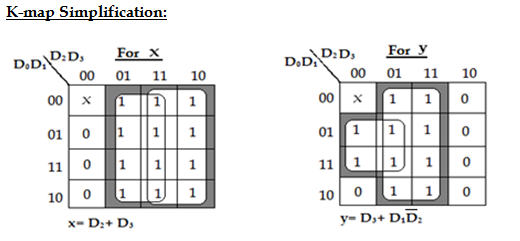 K-map Simplification:
For x For y
D₀D₁ D₂D₃ D₀D₁ D₂D₃
00 01 11 10 00 01 11 10
00 x 1 1 1 00 x 1 1 0
01 0 1 1 1 01 1 1 1 0
11 0 1 1 1 11 1 1 1 0
10 0 1 1 1 10 0 1 1 0
x= D₂+ D₃ y= D₃+ D₁D̅₂